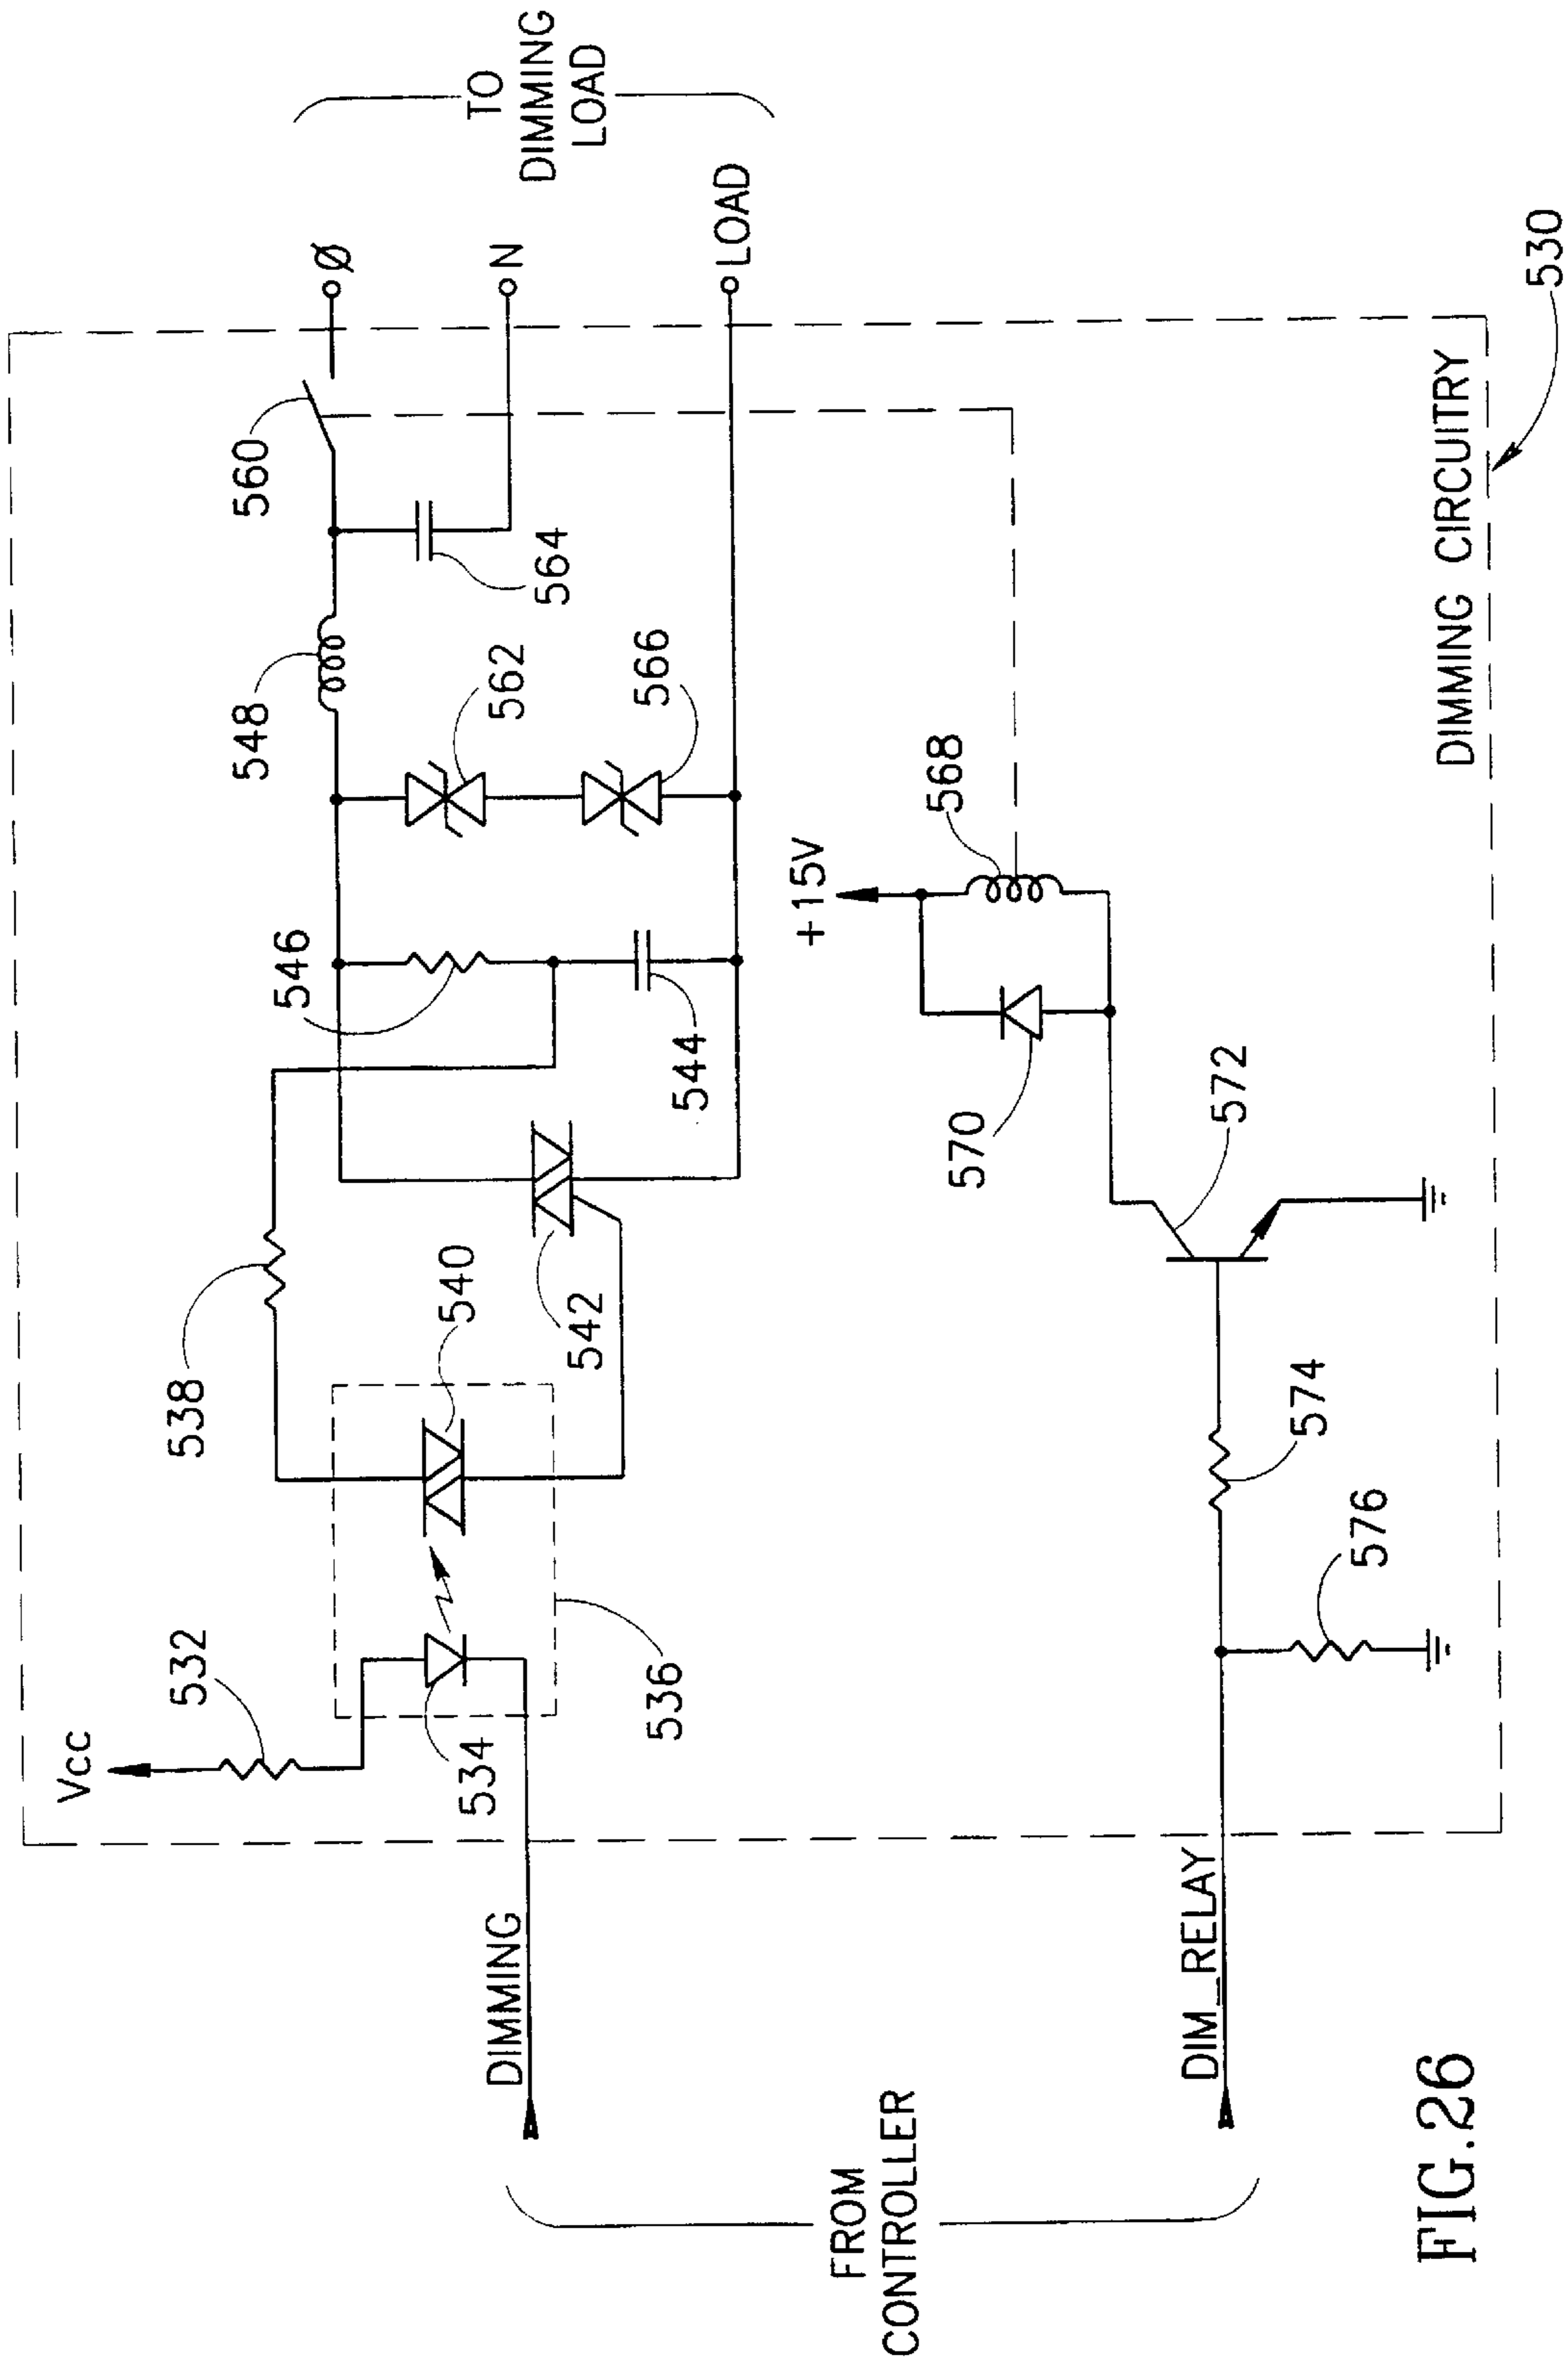 Vcc
532
534
536
538
540
542
546
544
548
562
566
560
564
Ø
N
LOAD
TO
DIMMING
LOAD
DIMMING
FROM
CONTROLLER
DIM_RELAY
+15V
568
570
572
574
576
DIMMING CIRCUITRY
530
FIG.26